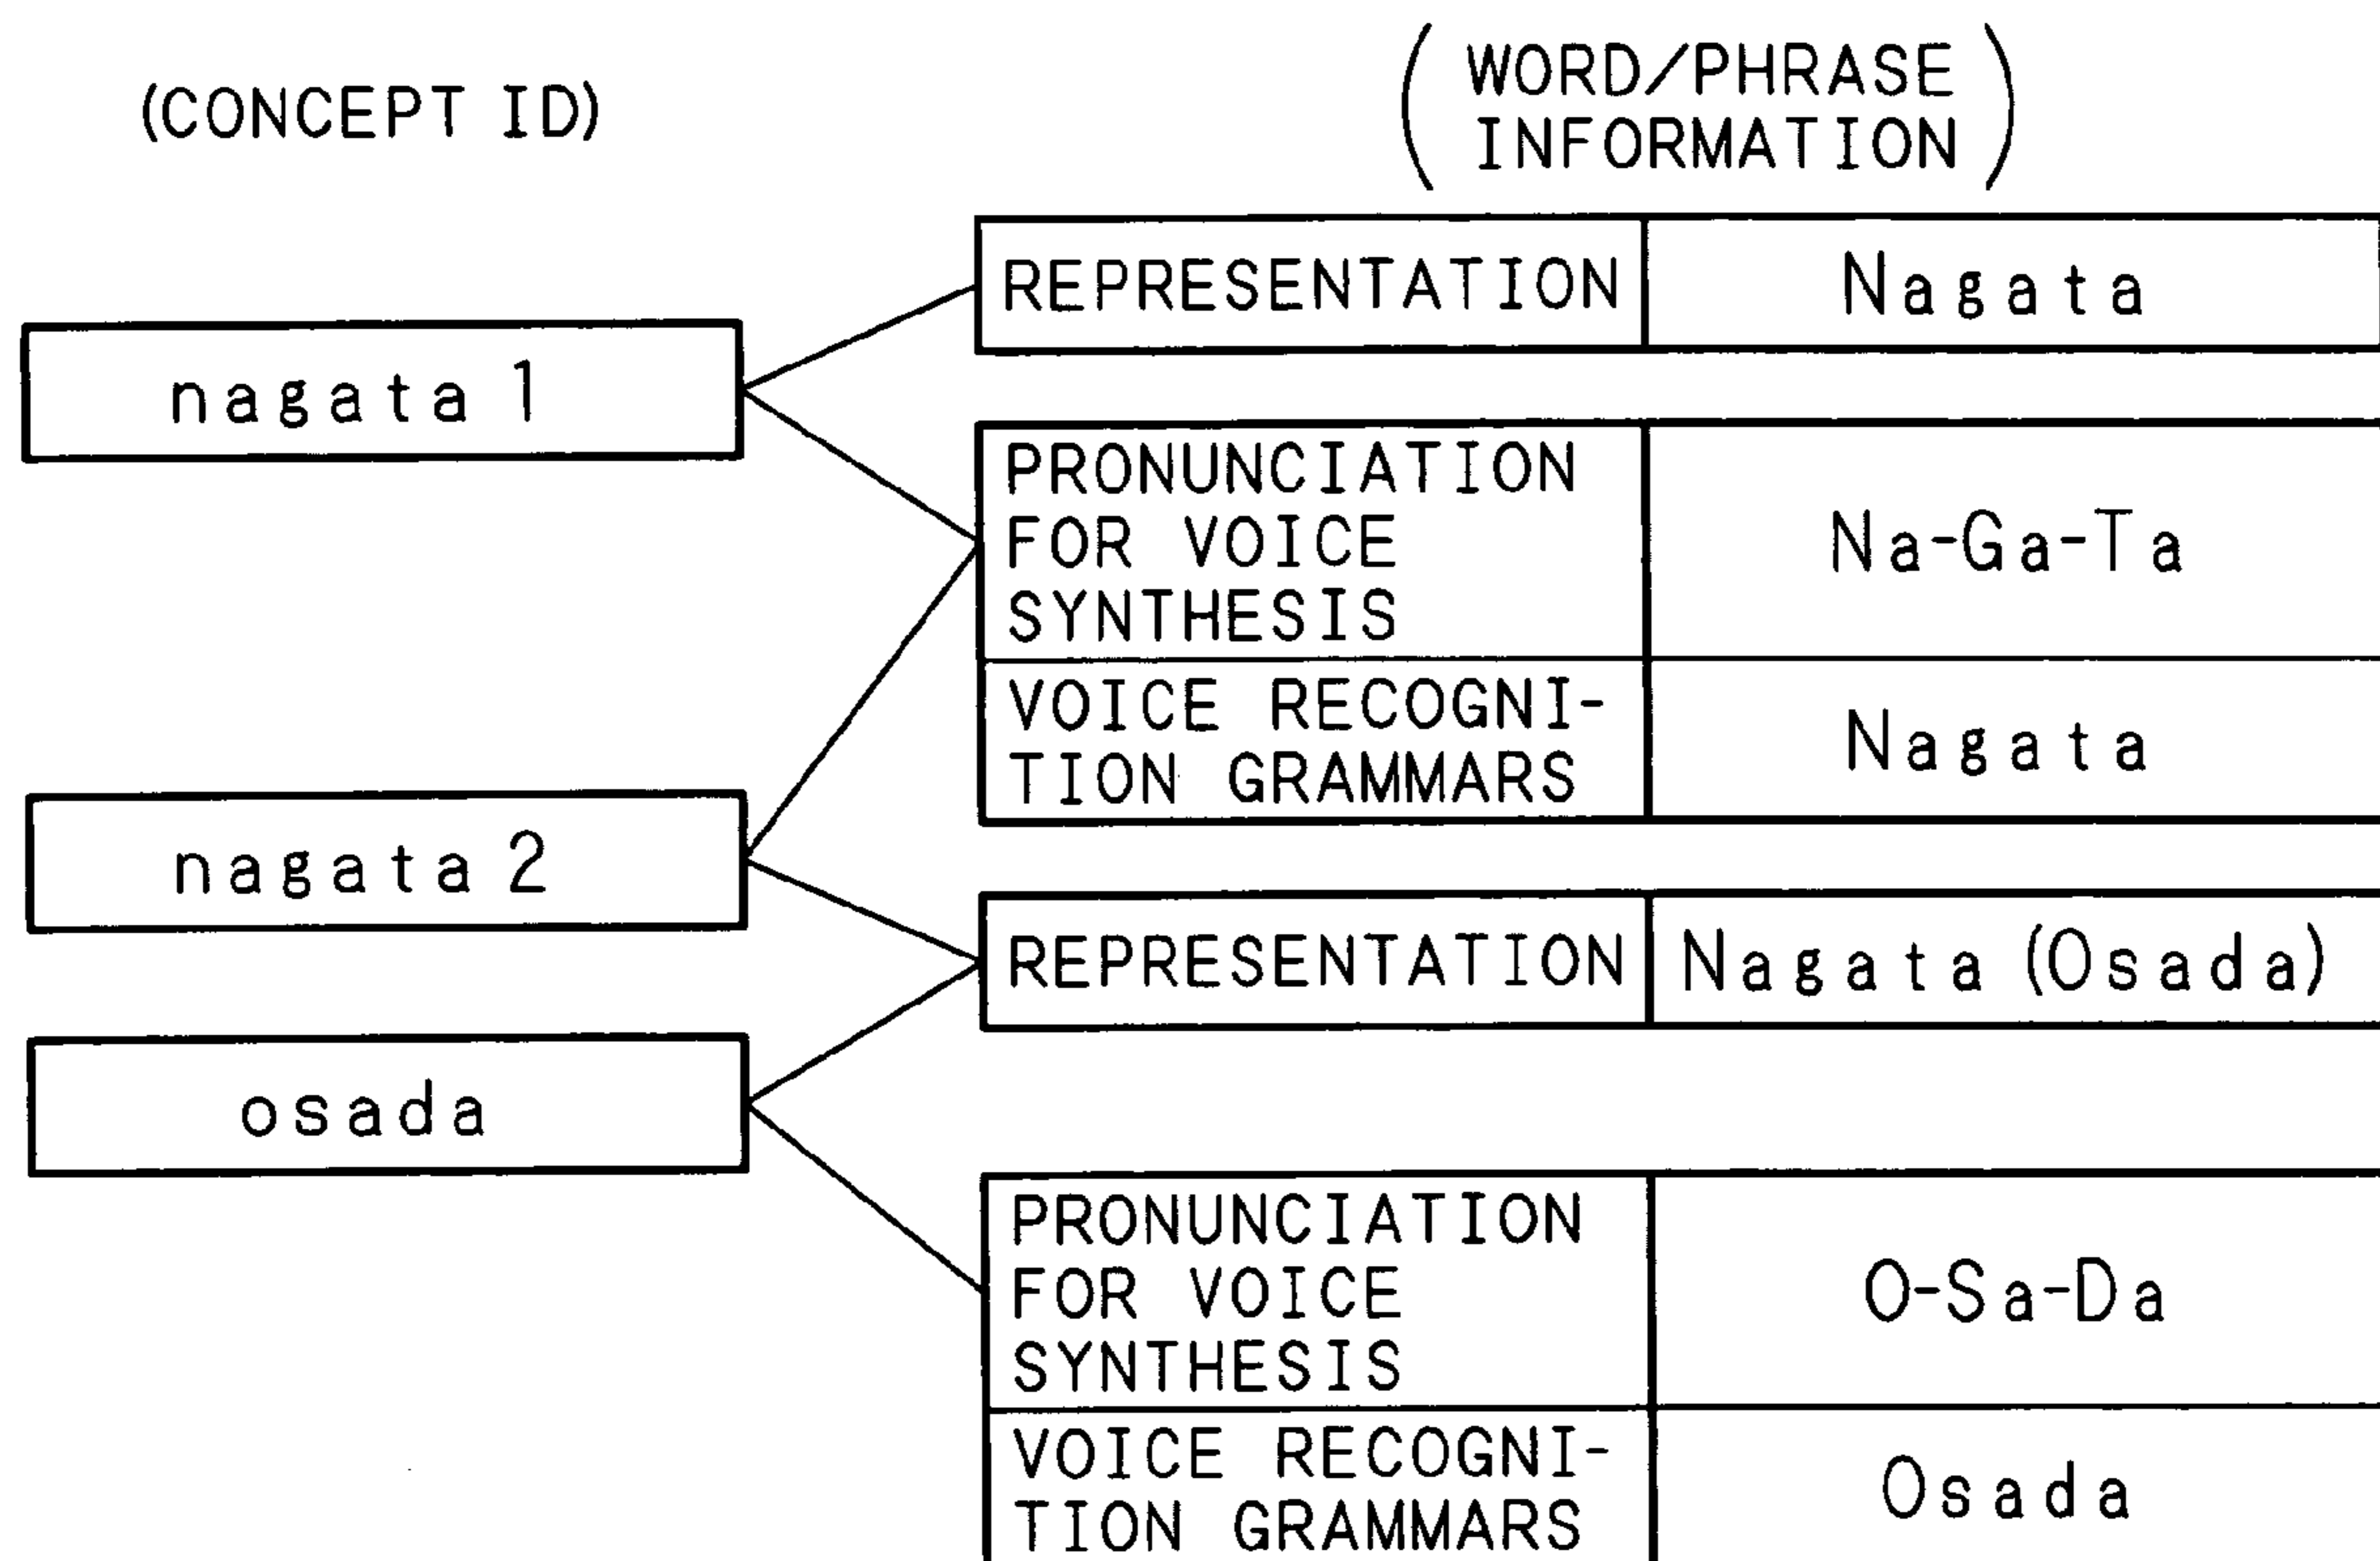 (CONCEPT ID)
( WORD/PHRASE
INFORMATION )
REPRESENTATION
Nagata
nagata 1
PRONUNCIATION
FOR VOICE
SYNTHESIS
Na-Ga-Ta
VOICE RECOGNI-
TION GRAMMARS
Nagata
nagata 2
REPRESENTATION
Nagata (Osada)
osada
PRONUNCIATION
FOR VOICE
SYNTHESIS
O-Sa-Da
VOICE RECOGNI-
TION GRAMMARS
Osada